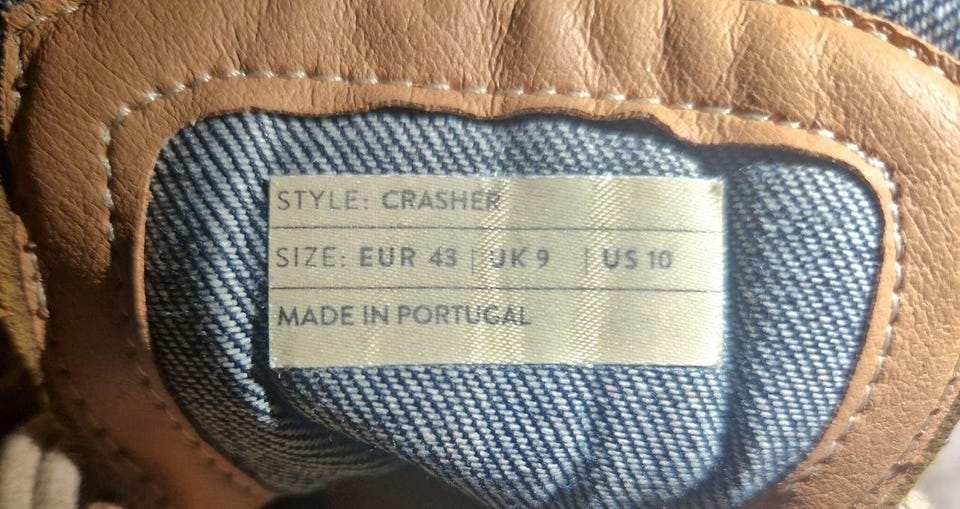 STYLE: CRASHER
SIZE: EUR 43 | UK 9 | US 10
MADE IN PORTUGAL